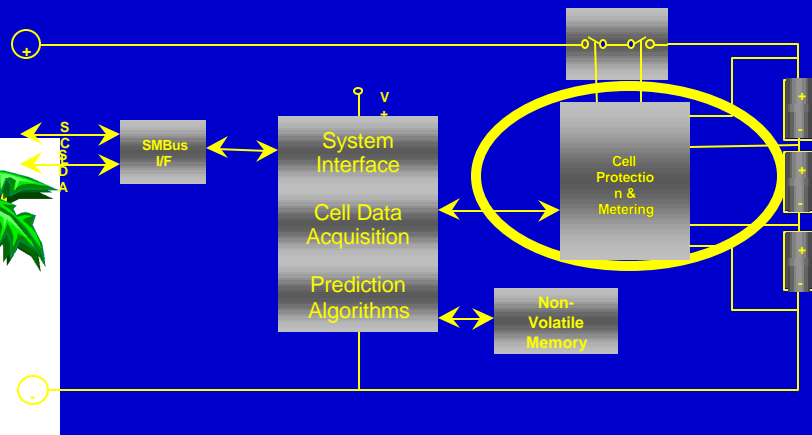 +
V
+
S
C
S
D
A
SMBus
I/F
System
Interface
Cell Data
Acquisition
Prediction
Algorithms
Cell
Protectio
n &
Metering
Non-
Volatile
Memory
+
-
+
-
+
-
-